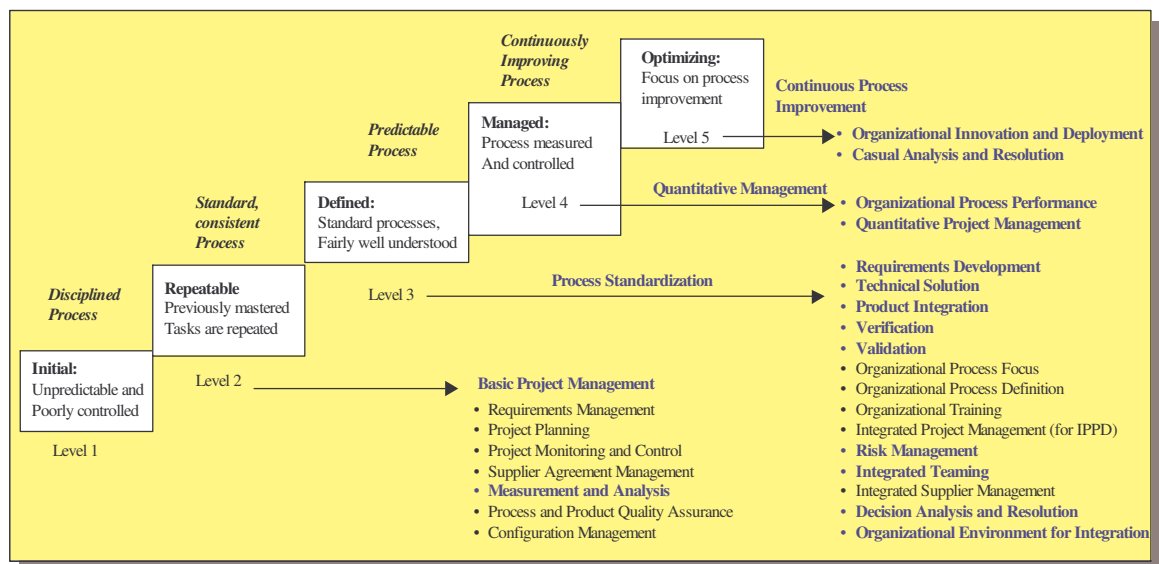 Continuously
Improving
Process
Optimizing:
Focus on process
improvement
Level 5
Continuous Process
Improvement
• Organizational Innovation and Deployment
• Casual Analysis and Resolution
Predictable
Process
Managed:
Process measured
And controlled
Level 4
Quantitative Management
• Organizational Process Performance
• Quantitative Project Management
Standard,
consistent
Process
Defined:
Standard processes,
Fairly well understood
Level 3
Process Standardization
• Requirements Development
• Technical Solution
• Product Integration
• Verification
• Validation
• Organizational Process Focus
• Organizational Process Definition
• Organizational Training
• Integrated Project Management (for IPPD)
• Risk Management
• Integrated Teaming
• Integrated Supplier Management
• Decision Analysis and Resolution
• Organizational Environment for Integration
Disciplined
Process
Repeatable
Previously mastered
Tasks are repeated
Level 2
Basic Project Management
• Requirements Management
• Project Planning
• Project Monitoring and Control
• Supplier Agreement Management
• Measurement and Analysis
• Process and Product Quality Assurance
• Configuration Management
Initial:
Unpredictable and
Poorly controlled
Level 1